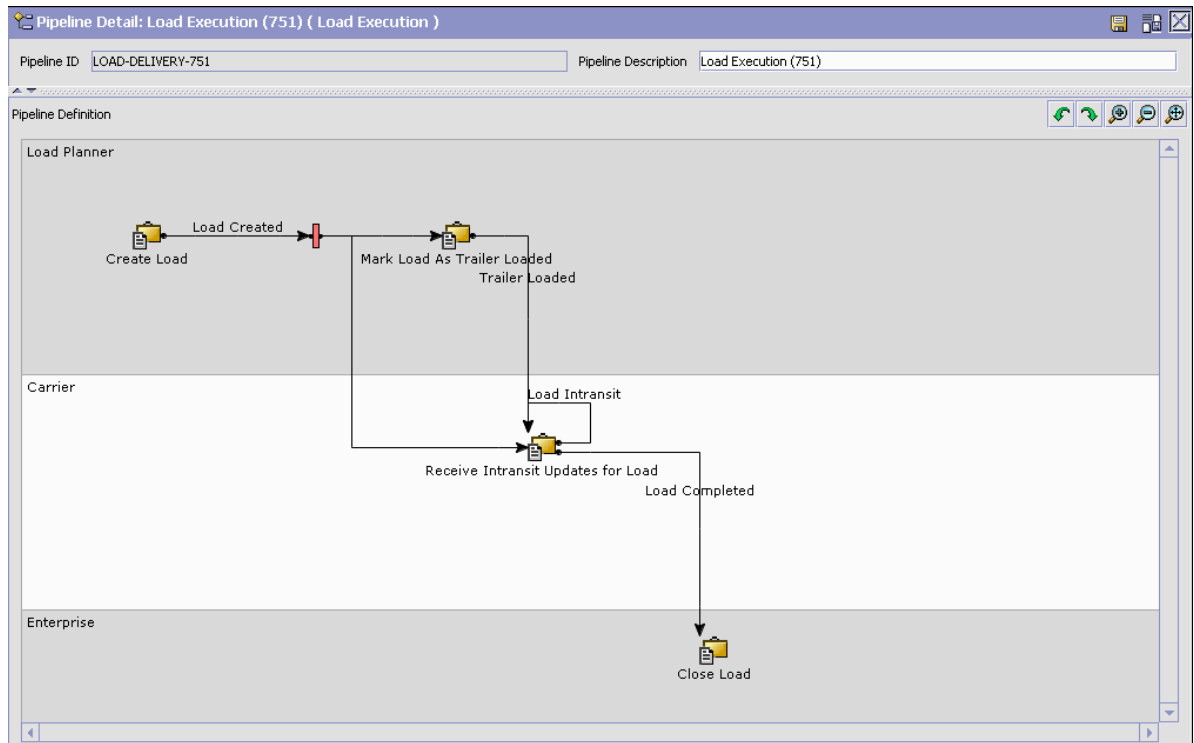 Pipeline Detail: Load Execution (751) ( Load Execution )
Pipeline ID LOAD-DELIVERY-751 Pipeline Description Load Execution (751)
Pipeline Definition
Load Planner
Load Created
Create Load
Mark Load As Trailer Loaded
Trailer Loaded
Carrier
Load Intransit
Receive Intransit Updates for Load
Load Completed
Enterprise
Close Load